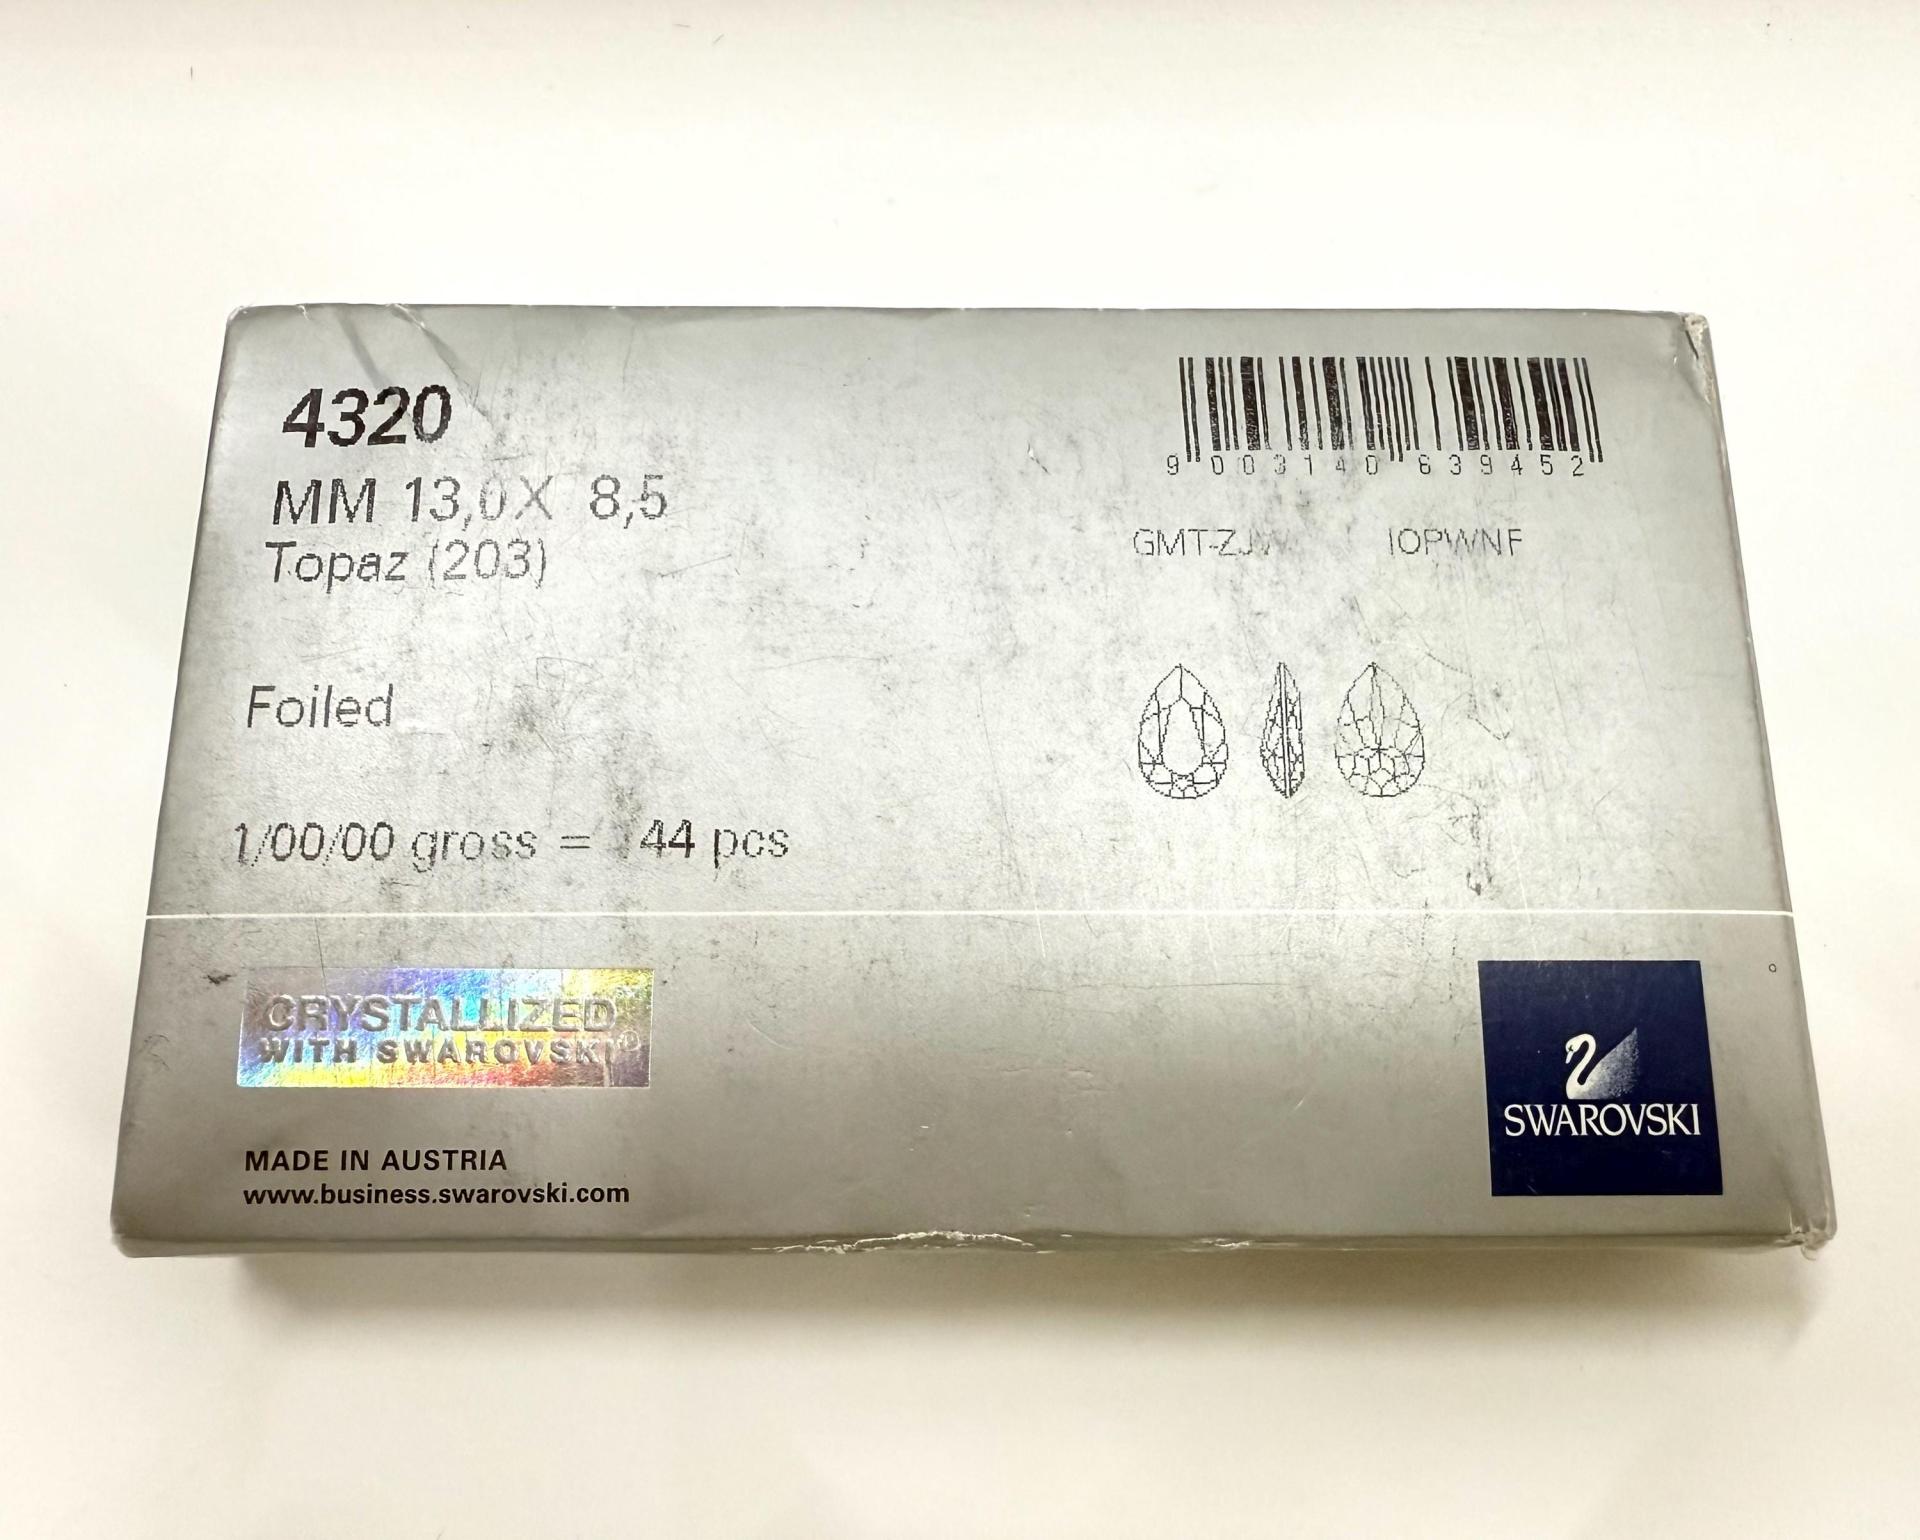 4320
MM 13,0X 8,5
Topaz (203)
Foiled
1/00/00 gross = 144 pcs
9 003140 639452
IOPWNF
CRYSTALLIZED
WITH SWAROVSKI®
MADE IN AUSTRIA
www.business.swarovski.com
SWAROVSKI